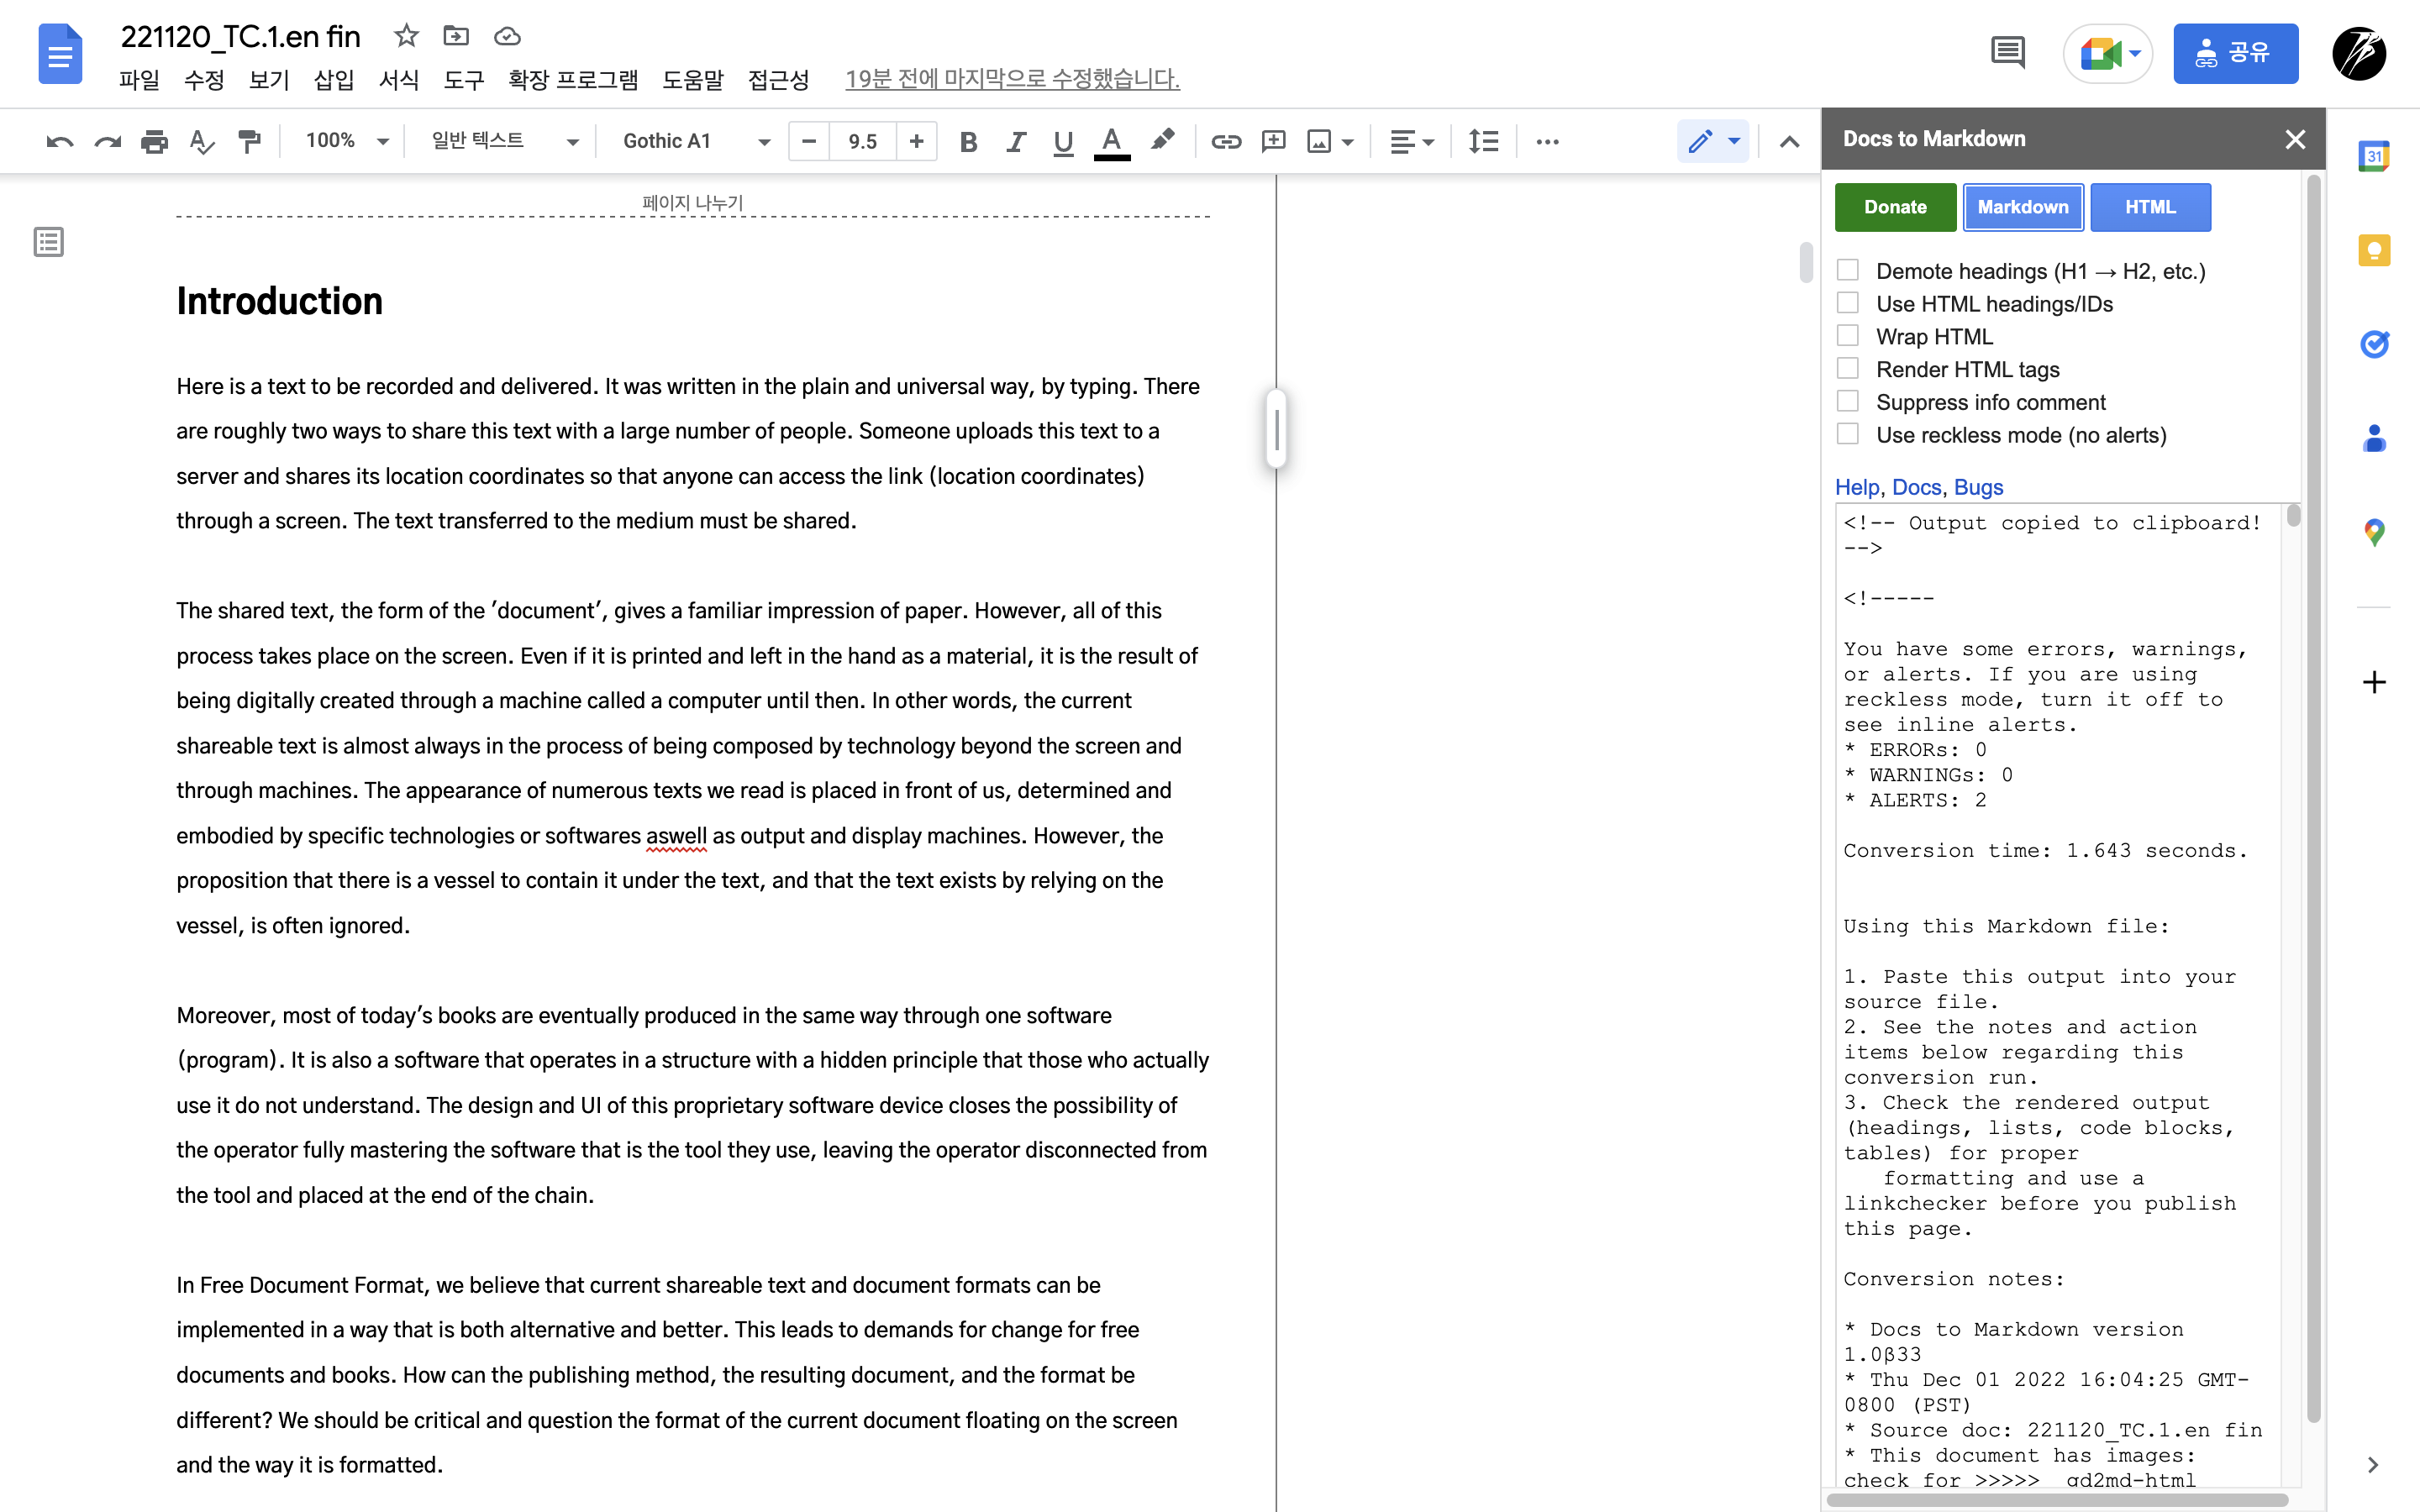 221120_TC.1.en fin
파일 수정 보기 삽입 서식 도구 확장 프로그램 도움말 접근성 19분 전에 마지막으로 수정했습니다.
공유
100% 일반 텍스트 Gothic A1 − 9.5 + B I U A
페이지 나누기
Introduction
Here is a text to be recorded and delivered. It was written in the plain and universal way, by typing. There
are roughly two ways to share this text with a large number of people. Someone uploads this text to a
server and shares its location coordinates so that anyone can access the link (location coordinates)
through a screen. The text transferred to the medium must be shared.
The shared text, the form of the ′document′, gives a familiar impression of paper. However, all of this
process takes place on the screen. Even if it is printed and left in the hand as a material, it is the result of
being digitally created through a machine called a computer until then. In other words, the current
shareable text is almost always in the process of being composed by technology beyond the screen and
through machines. The appearance of numerous texts we read is placed in front of us, determined and
embodied by specific technologies or softwares aswell as output and display machines. However, the
proposition that there is a vessel to contain it under the text, and that the text exists by relying on the
vessel, is often ignored.
Moreover, most of today′s books are eventually produced in the same way through one software
(program). It is also a software that operates in a structure with a hidden principle that those who actually
use it do not understand. The design and UI of this proprietary software device closes the possibility of
the operator fully mastering the software that is the tool they use, leaving the operator disconnected from
the tool and placed at the end of the chain.
In Free Document Format, we believe that current shareable text and document formats can be
implemented in a way that is both alternative and better. This leads to demands for change for free
documents and books. How can the publishing method, the resulting document, and the format be
different? We should be critical and question the format of the current document floating on the screen
and the way it is formatted.
Docs to Markdown
Donate Markdown HTML
Demote headings (H1 → H2, etc.)
Use HTML headings/IDs
Wrap HTML
Render HTML tags
Suppress info comment
Use reckless mode (no alerts)
Help, Docs, Bugs
<!-- Output copied to clipboard!
-->
<!-----
You have some errors, warnings,
or alerts. If you are using
reckless mode, turn it off to
see inline alerts.
* ERRORs: 0
* WARNINGs: 0
* ALERTS: 2
Conversion time: 1.643 seconds.
Using this Markdown file:
1. Paste this output into your
source file.
2. See the notes and action
items below regarding this
conversion run.
3. Check the rendered output
(headings, lists, code blocks,
tables) for proper
formatting and use a
linkchecker before you publish
this page.
Conversion notes:
* Docs to Markdown version
1.0β33
* Thu Dec 01 2022 16:04:25 GMT-
0800 (PST)
* Source doc: 221120_TC.1.en fin
* This document has images:
check for >>>>> gd2md-html
31